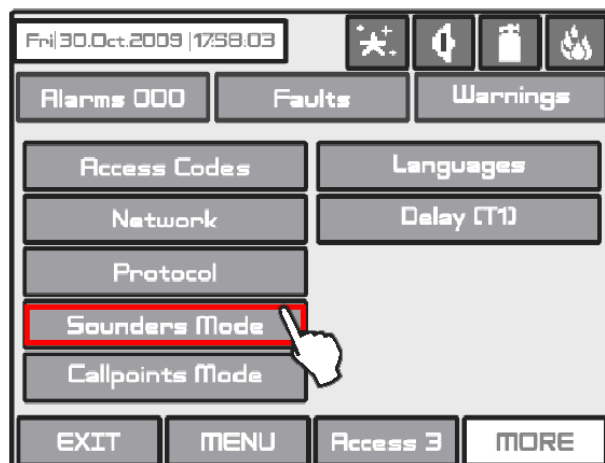 Fri|30.Oct.2009 |17:58:03
Alarms 000 Faults Warnings
Access Codes Languages
Network Delay (T1)
Protocol
Sounders Mode
Callpoints Mode
EXIT MENU Access 3 MORE